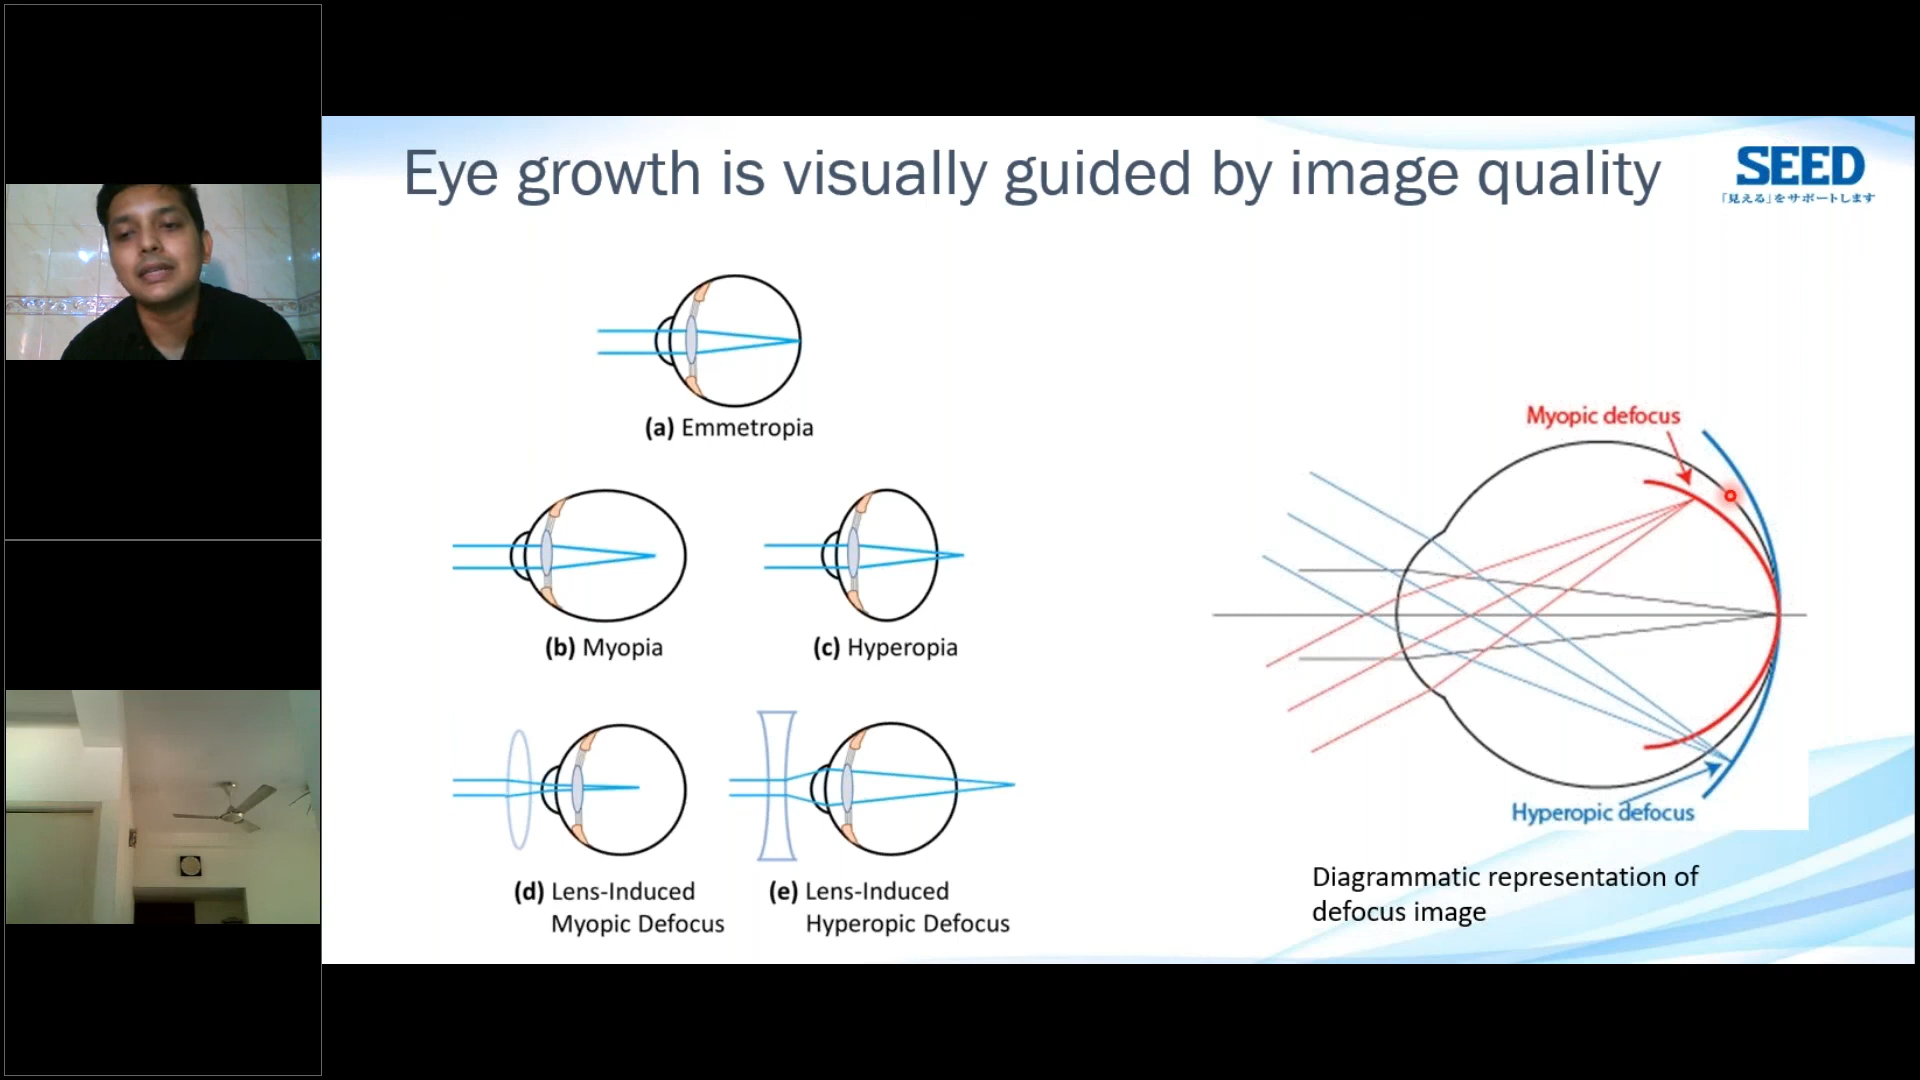 Eye growth is visually guided by image quality
SEED
「見える」をサポートします
(a) Emmetropia
(b) Myopia
(c) Hyperopia
(d) Lens-Induced
Myopic Defocus
(e) Lens-Induced
Hyperopic Defocus
Myopic defocus
Hyperopic defocus
Diagrammatic representation of
defocus image